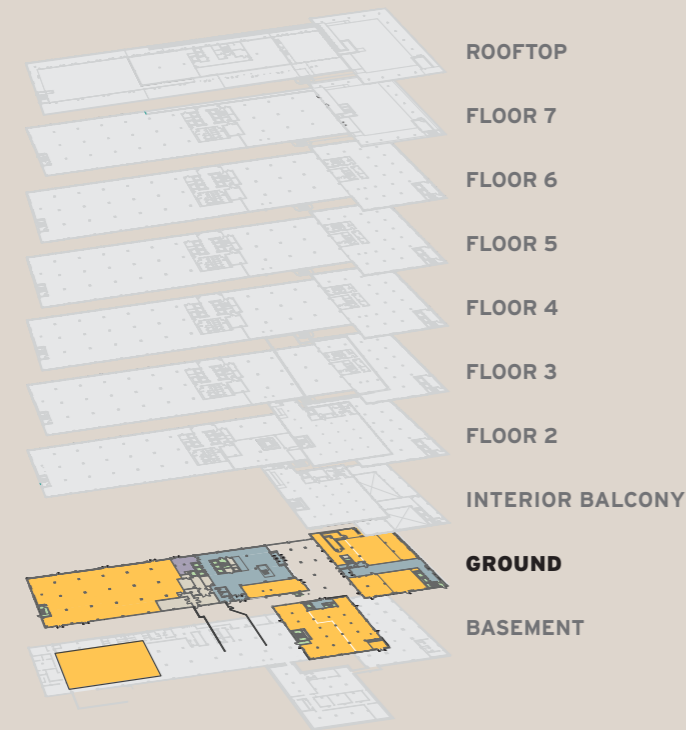 ROOFTOP
FLOOR 7
FLOOR 6
FLOOR 5
FLOOR 4
FLOOR 3
FLOOR 2
INTERIOR BALCONY
GROUND
BASEMENT